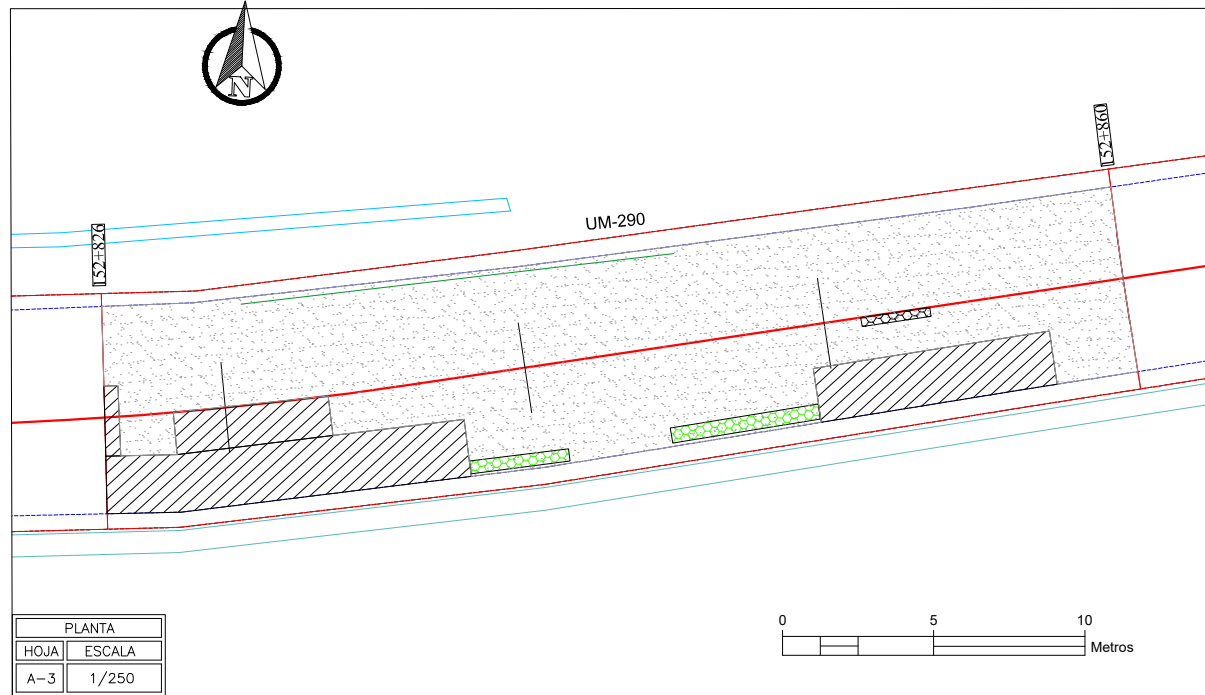 N
152+860
UM-290
152+826
PLANTA
HOJA ESCALA
A-3 1/250
0 5 10
Metros